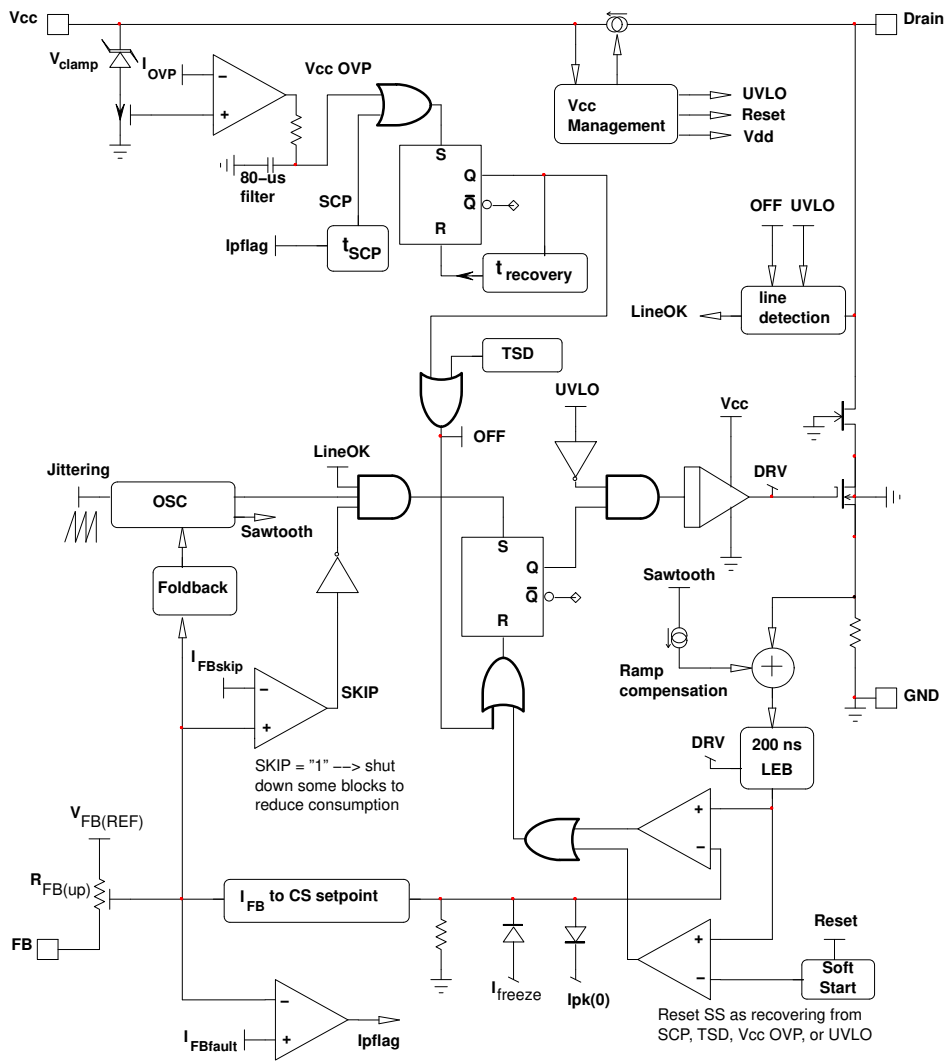 Vcc
Drain
Vclamp
IOVP
−
+
Vcc OVP
80−us
filter
SCP
Ipflag
tSCP
S
Q
Q
R
t recovery
Vcc
Management
UVLO
Reset
Vdd
OFF UVLO
line
detection
LineOK
TSD
OFF
UVLO
Vcc
DRV
LineOK
Jittering
OSC
Sawtooth
Foldback
S
Q
Q
R
Sawtooth
Ramp
compensation
+
GND
IFBskip
−
+
SKIP
SKIP = ”1” −−> shut
down some blocks to
reduce consumption
DRV
200 ns
LEB
VFB(REF)
RFB(up)
FB
IFB to CS setpoint
+
−
Ifreeze
Ipk(0)
+
−
Reset
Soft
Start
Reset SS as recovering from
SCP, TSD, Vcc OVP, or UVLO
IFBfault
−
+
Ipflag